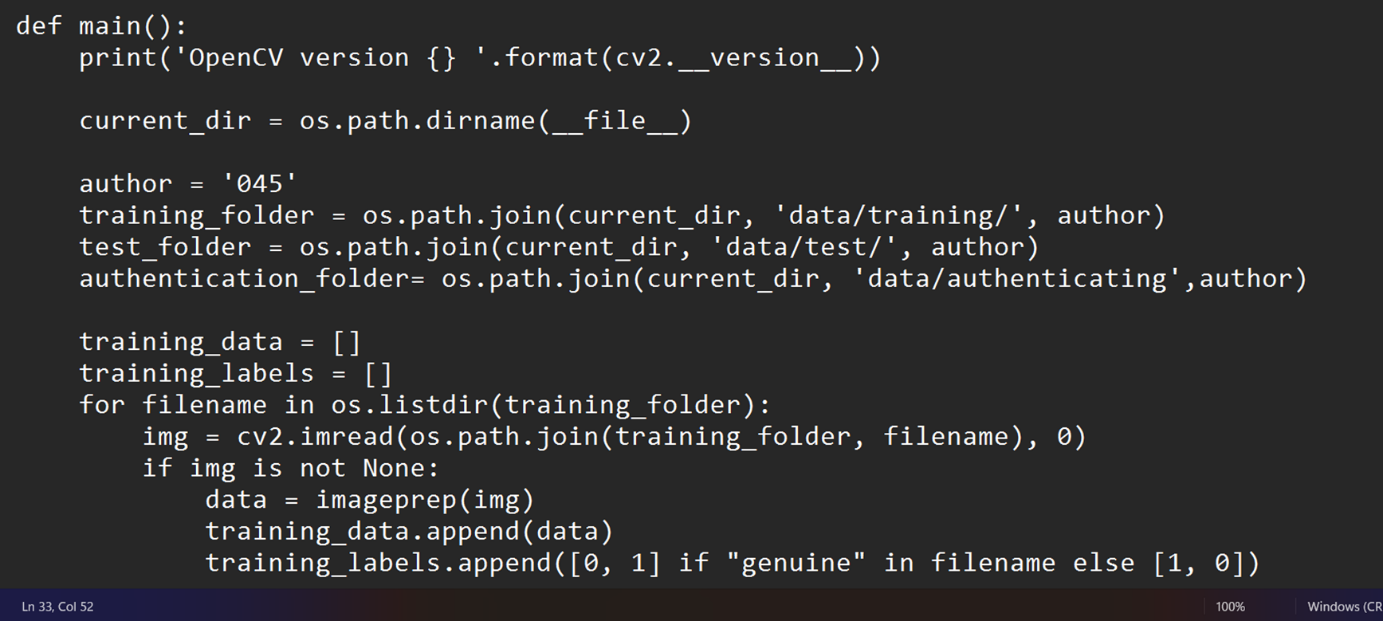 def main():
    print('OpenCV version {} '.format(cv2.__version__))
    current_dir = os.path.dirname(__file__)
    author = '045'
    training_folder = os.path.join(current_dir, 'data/training/', author)
    test_folder = os.path.join(current_dir, 'data/test/', author)
    authentication_folder= os.path.join(current_dir, 'data/authenticating',author)
    training_data = []
    training_labels = []
    for filename in os.listdir(training_folder):
        img = cv2.imread(os.path.join(training_folder, filename), 0)
        if img is not None:
            data = imageprep(img)
            training_data.append(data)
            training_labels.append([0, 1] if "genuine" in filename else [1, 0])
Ln 33, Col 52 100% Windows (CR